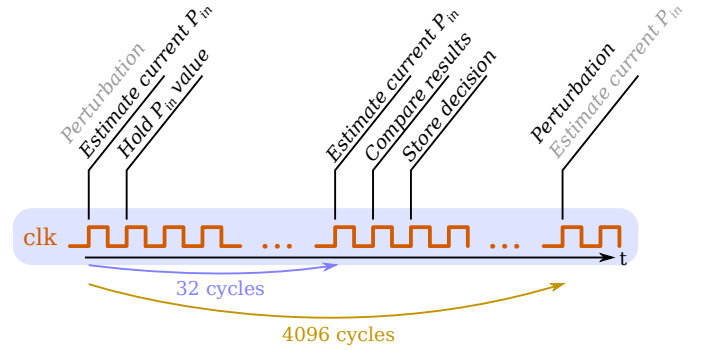 Perturbation
Estimate current Pin
Hold Pin value
Estimate current Pin
Compare results
Store decision
Perturbation
Estimate current Pin
clk
...
...
t
32 cycles
4096 cycles